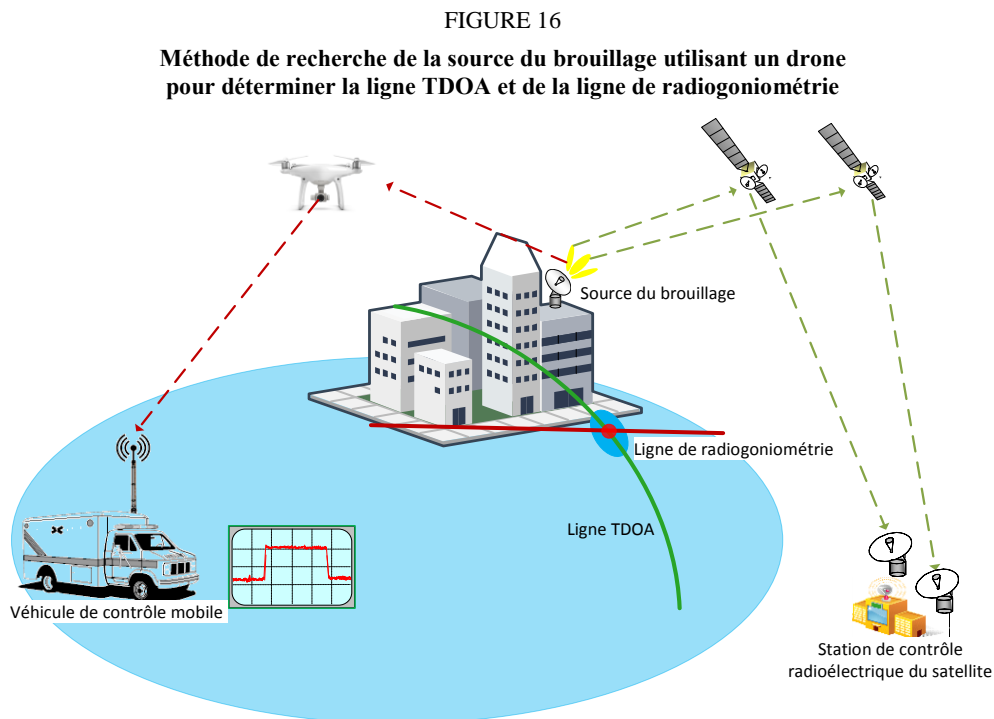 FIGURE 16
Méthode de recherche de la source du brouillage utilisant un drone
pour déterminer la ligne TDOA et de la ligne de radiogoniométrie
Source du brouillage
Ligne de radiogoniométrie
Ligne TDOA
Véhicule de contrôle mobile
Station de contrôle
radioélectrique du satellite